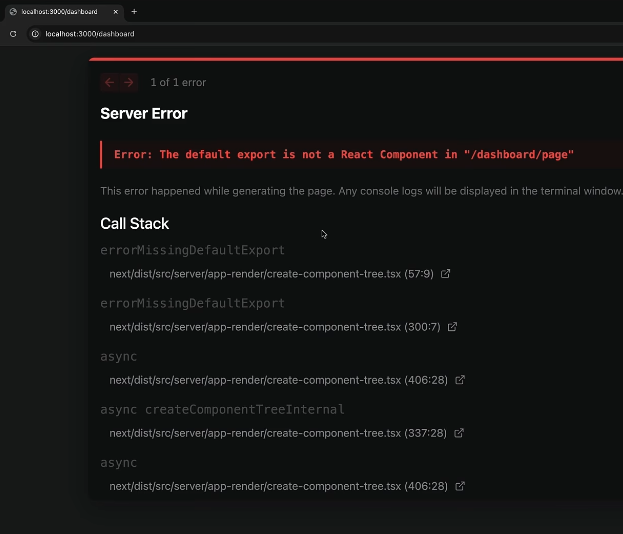 localhost:3000/dashboard
localhost:3000/dashboard
1 of 1 error
Server Error
Error: The default export is not a React Component in "/dashboard/page"
This error happened while generating the page. Any console logs will be displayed in the terminal window.
Call Stack
errorMissingDefaultExport
next/dist/src/server/app-render/create-component-tree.tsx (57:9)
errorMissingDefaultExport
next/dist/src/server/app-render/create-component-tree.tsx (300:7)
async
next/dist/src/server/app-render/create-component-tree.tsx (406:28)
async createComponentTreeInternal
next/dist/src/server/app-render/create-component-tree.tsx (337:28)
async
next/dist/src/server/app-render/create-component-tree.tsx (406:28)